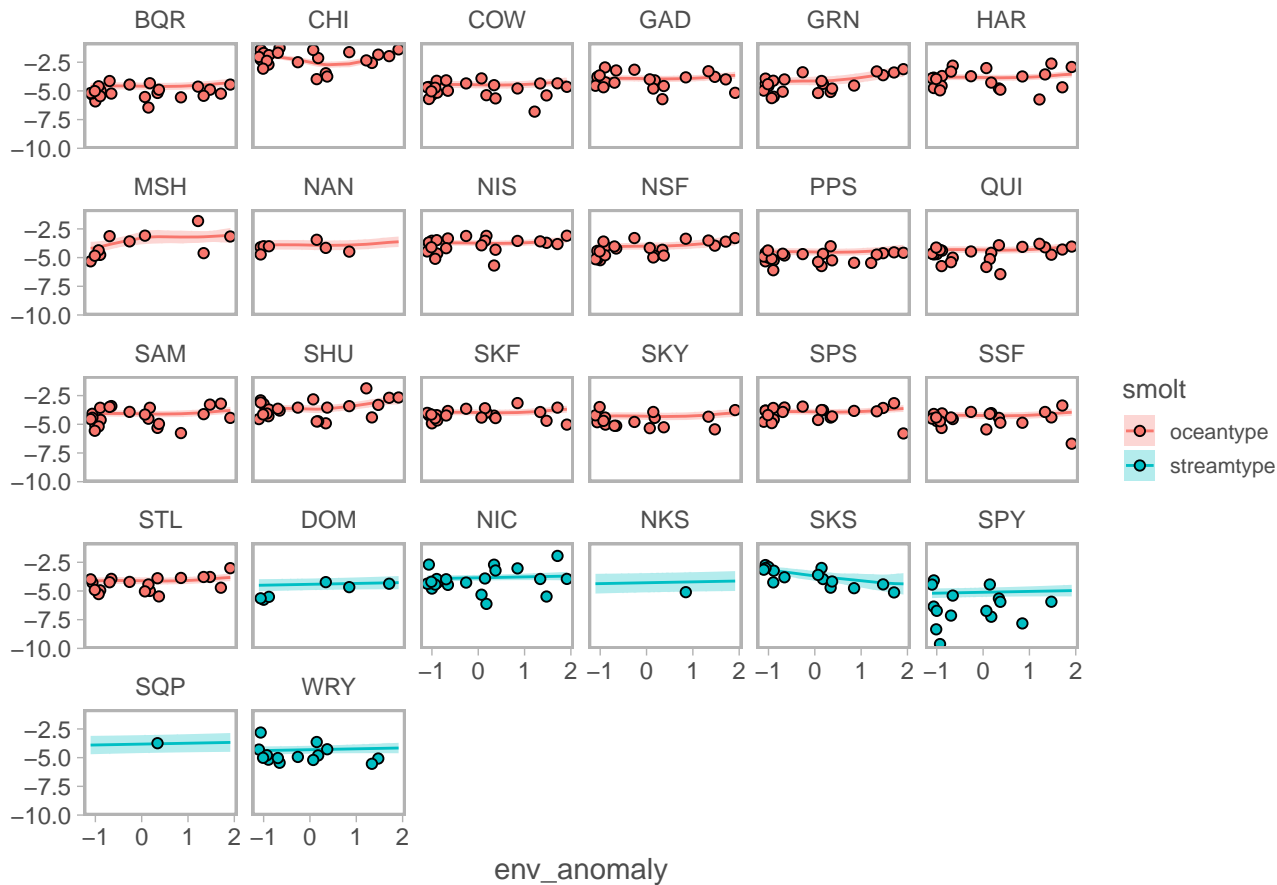 BQR CHI COW GAD GRN HAR
−2.5
−5.0
−7.5
−10.0
MSH NAN NIS NSF PPS QUI
−2.5
−5.0
−7.5
−10.0
SAM SHU SKF SKY SPS SSF
−2.5
−5.0
−7.5
−10.0
smolt
oceantype
streamtype
STL DOM NIC NKS SKS SPY
−2.5
−5.0
−7.5
−10.0
−1 0 1 2 −1 0 1 2 −1 0 1 2 −1 0 1 2
SQP WRY
−2.5
−5.0
−7.5
−10.0
−1 0 1 2 −1 0 1 2
env_anomaly